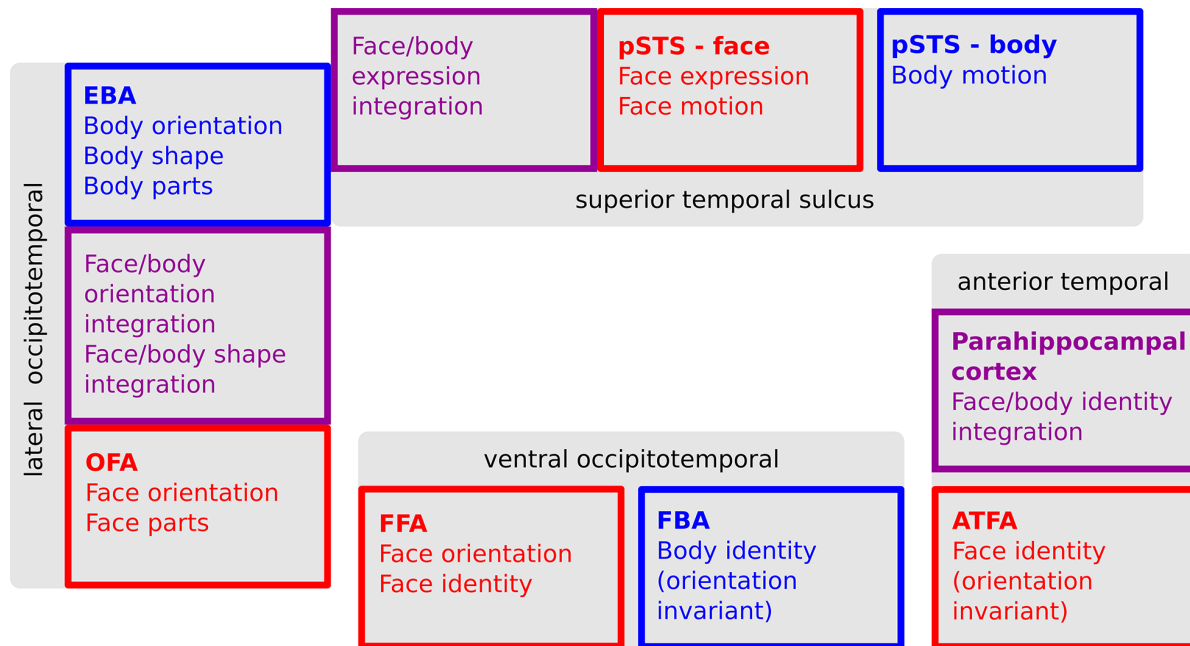 Face/body
expression
integration
pSTS - face
Face expression
Face motion
pSTS - body
Body motion
superior temporal sulcus
lateral occipitotemporal
EBA
Body orientation
Body shape
Body parts
Face/body
orientation
integration
Face/body shape
integration
OFA
Face orientation
Face parts
ventral occipitotemporal
FFA
Face orientation
Face identity
FBA
Body identity
(orientation
invariant)
anterior temporal
Parahippocampal
cortex
Face/body identity
integration
ATFA
Face identity
(orientation
invariant)